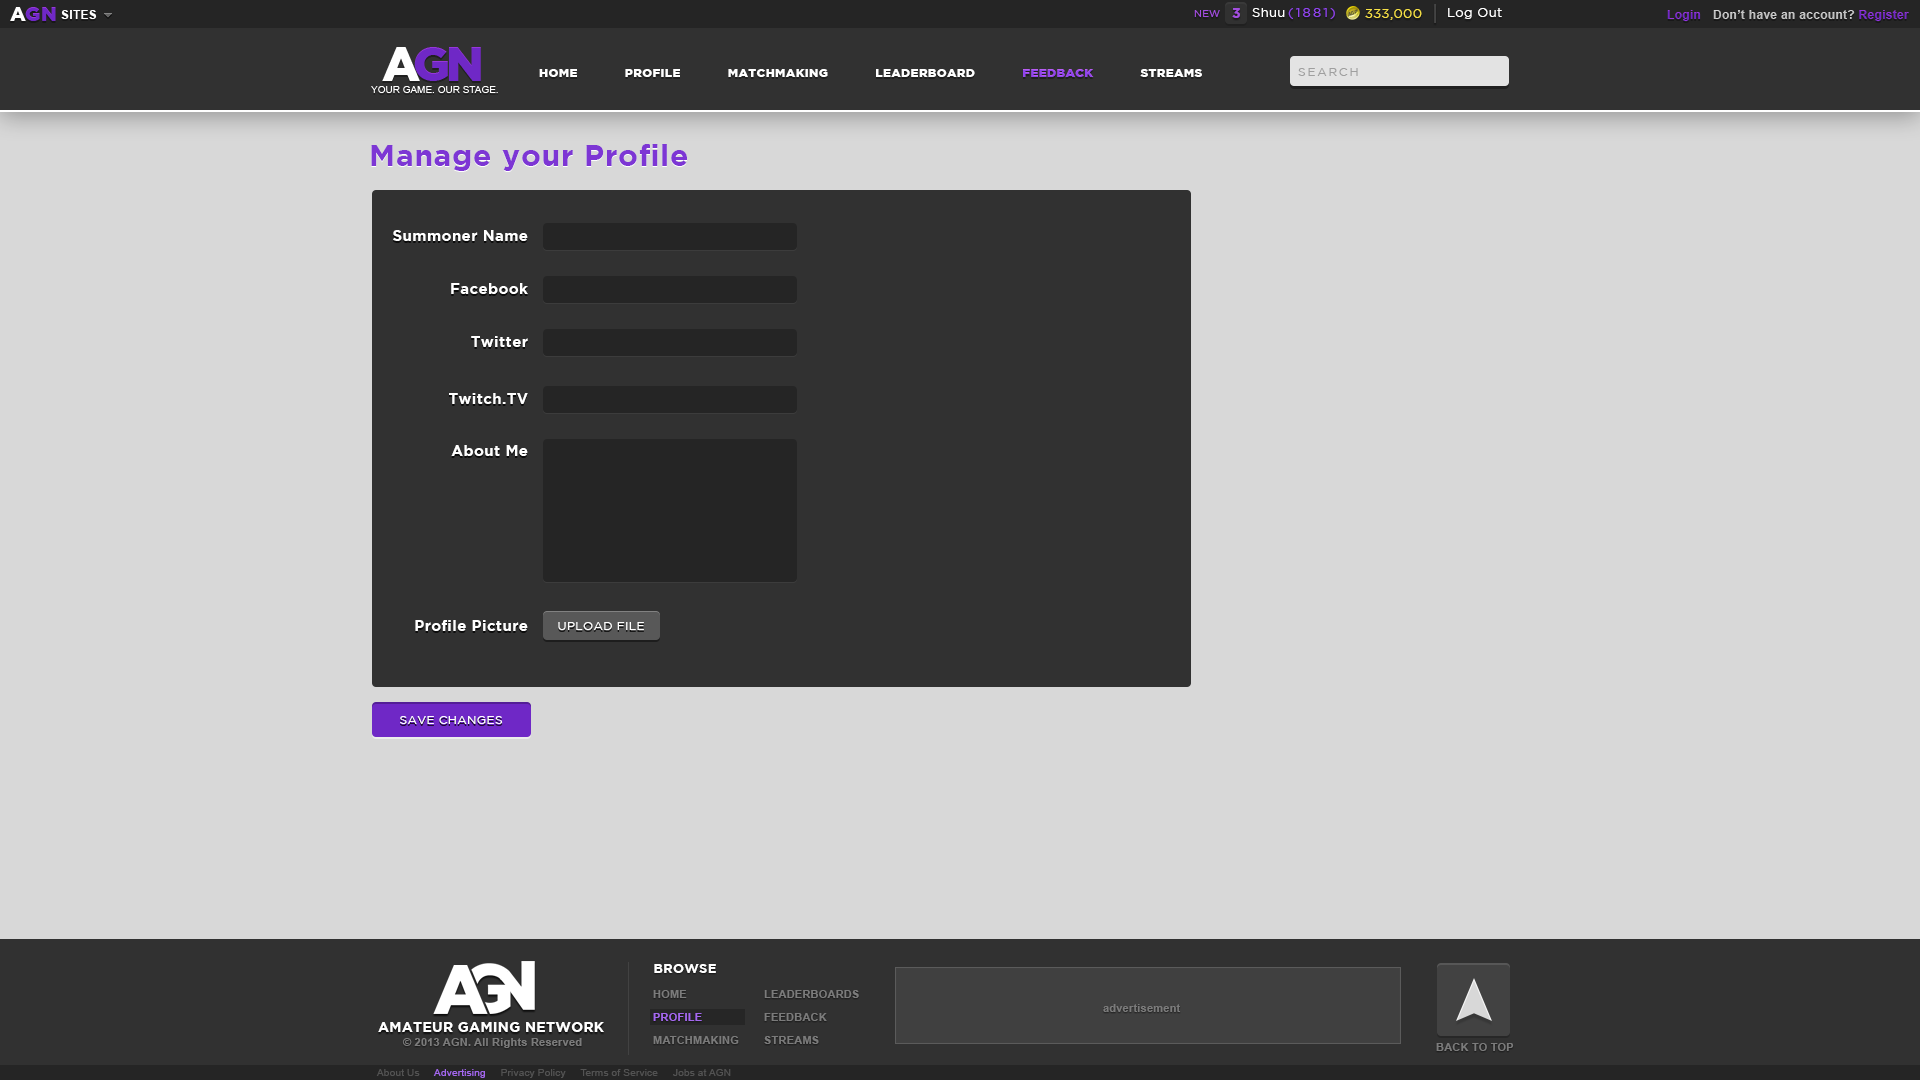 AGN SITES
NEW 3 Shuu (1881) 333,000 Log Out
Login Don't have an account? Register
AGN
YOUR GAME. OUR STAGE.
HOME PROFILE MATCHMAKING LEADERBOARD FEEDBACK STREAMS
SEARCH
Manage your Profile
Summoner Name
Facebook
Twitter
Twitch.TV
About Me
Profile Picture UPLOAD FILE
SAVE CHANGES
AGN
AMATEUR GAMING NETWORK
© 2013 AGN. All Rights Reserved
BROWSE
HOME LEADERBOARDS
PROFILE FEEDBACK
MATCHMAKING STREAMS
advertisement
BACK TO TOP
About Us Advertising Privacy Policy Terms of Service Jobs at AGN